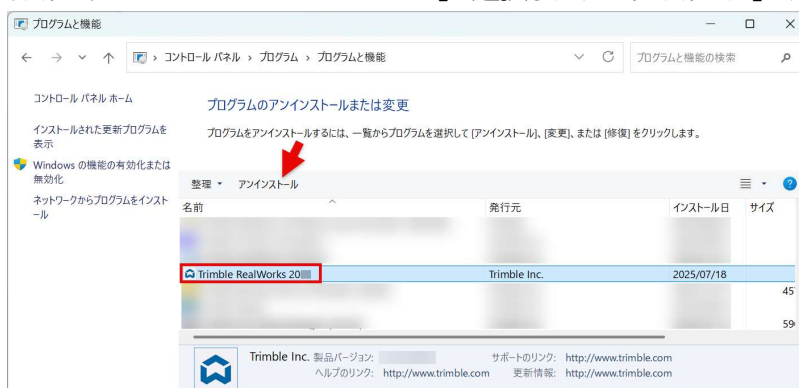 プログラムと機能
コントロール パネル › プログラム › プログラムと機能
プログラムと機能の検索
コントロール パネル ホーム
インストールされた更新プログラムを
表示
Windows の機能の有効化または
無効化
ネットワークからプログラムをインスト
ール
プログラムのアンインストールまたは変更
プログラムをアンインストールするには、一覧からプログラムを選択して [アンインストール]、[変更]、または [修復] をクリックします。
整理 アンインストール
名前 発行元 インストール日 サイズ
Trimble RealWorks 20 Trimble Inc. 2025/07/18
45
59
Trimble Inc. 製品バージョン: サポートのリンク: http://www.trimble.com
ヘルプのリンク: http://www.trimble.com 更新情報: http://www.trimble.com